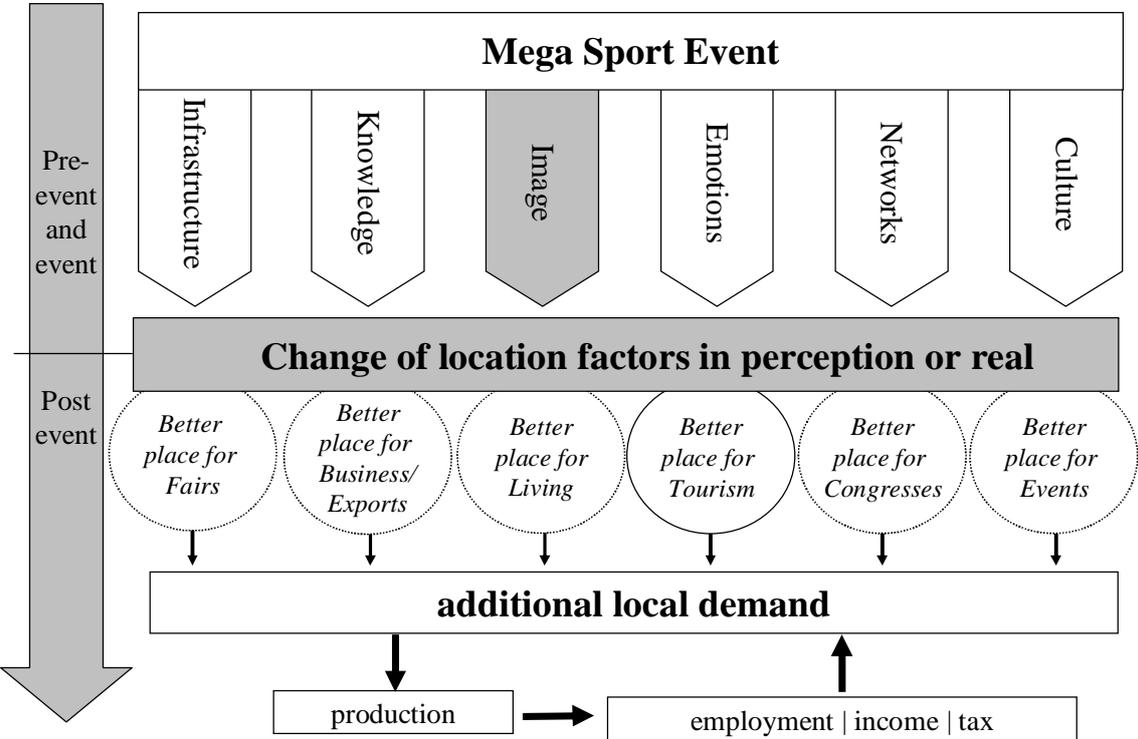 Mega Sport Event
Infrastructure
Knowledge
Image
Emotions
Networks
Culture
Pre-
event
and
event
Change of location factors in perception or real
Post
event
Better
place for
Fairs
Better
place for
Business/
Exports
Better
place for
Living
Better
place for
Tourism
Better
place for
Congresses
Better
place for
Events
additional local demand
production
employment | income | tax